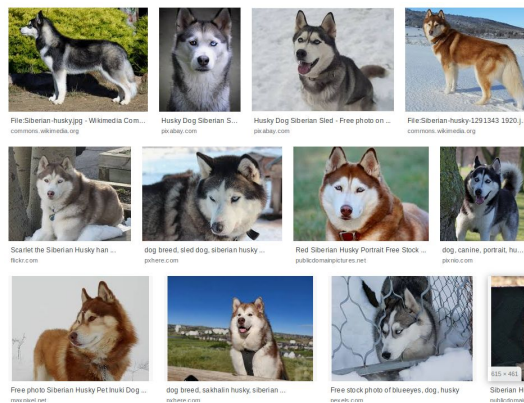 File:Siberian-husky.jpg - Wikimedia Com...
commons.wikimedia.org
Husky Dog Siberian S...
pixabay.com
Husky Dog Siberian Sled - Free photo on ...
pixabay.com
File:Siberian-husky-1291343 1920.j...
commons.wikimedia.org
Scarlet the Siberian Husky han ...
flickr.com
dog breed, sled dog, siberian husky ...
pxhere.com
Red Siberian Husky Portrait Free Stock ...
publicdomainpictures.net
dog, canine, portrait, hu...
pixnio.com
Free photo Siberian Husky Pet Inuki Dog ...
maxpixel.net
dog breed, sakhalin husky, siberian ...
pxhere.com
Free stock photo of blueeyes, dog, husky
pexels.com
615 × 461
Siberian H
publicdoma